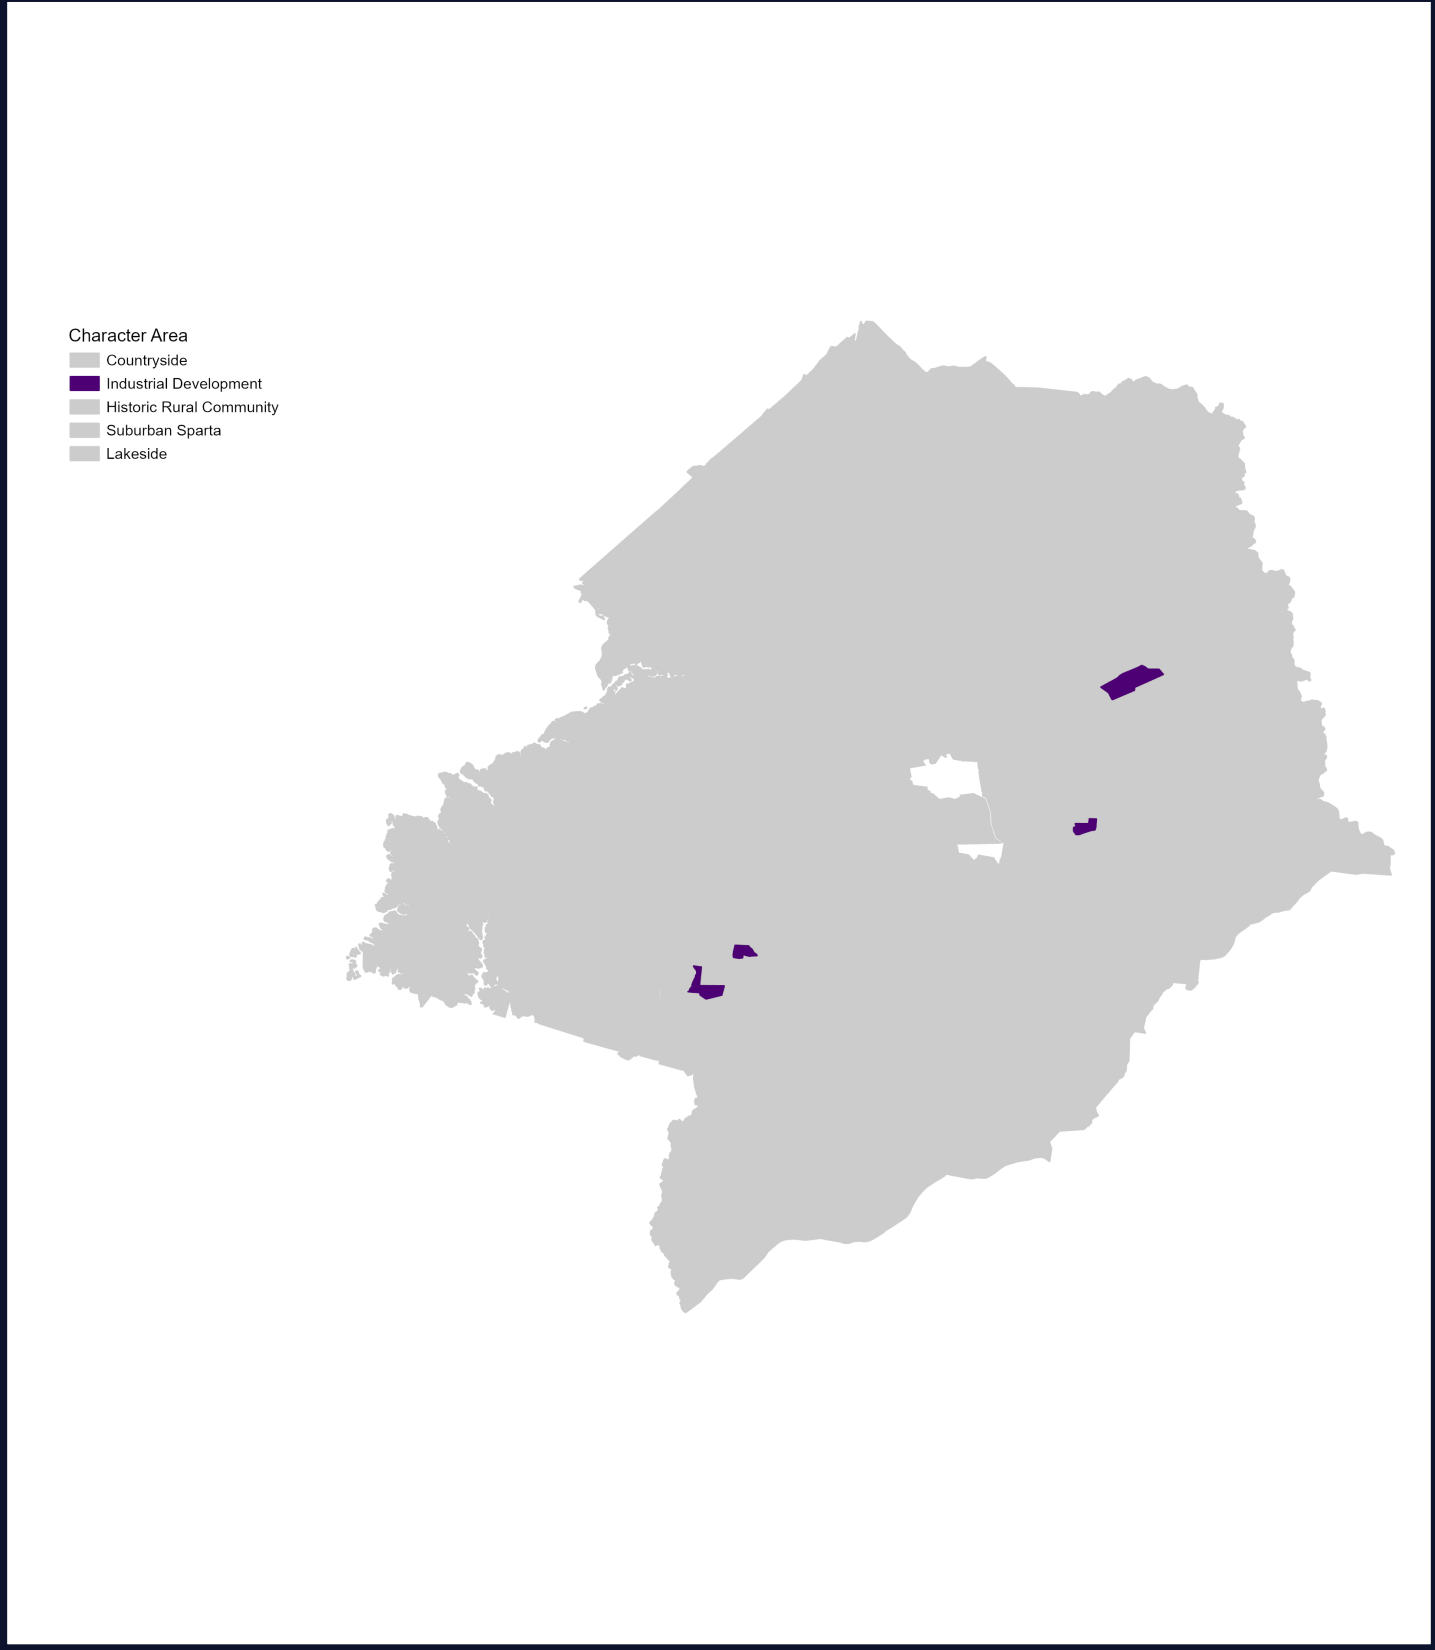 Character Area
Countryside
Industrial Development
Historic Rural Community
Suburban Sparta
Lakeside